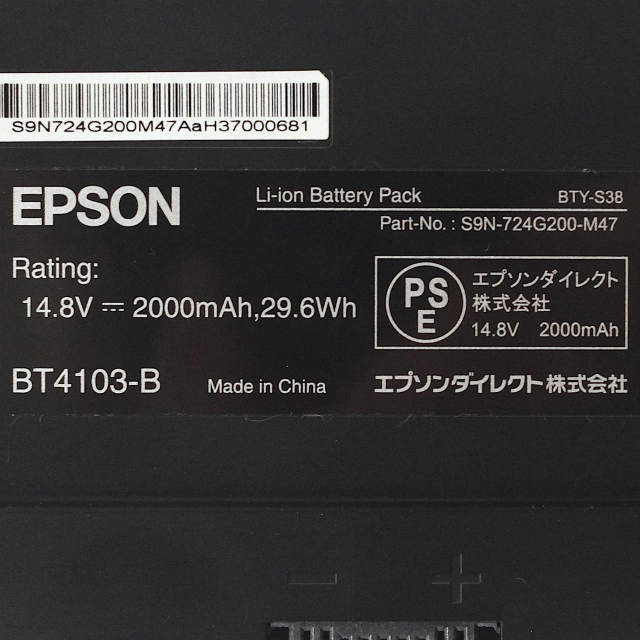 S9N724G200M47AaH37000681
EPSON
Li-ion Battery Pack BTY-S38
Part-No. : S9N-724G200-M47
Rating:
14.8V ⎓ 2000mAh,29.6Wh
PS
E
エプソンダイレクト
株式会社
14.8V 2000mAh
BT4103-B
Made in China
エプソンダイレクト株式会社
− +